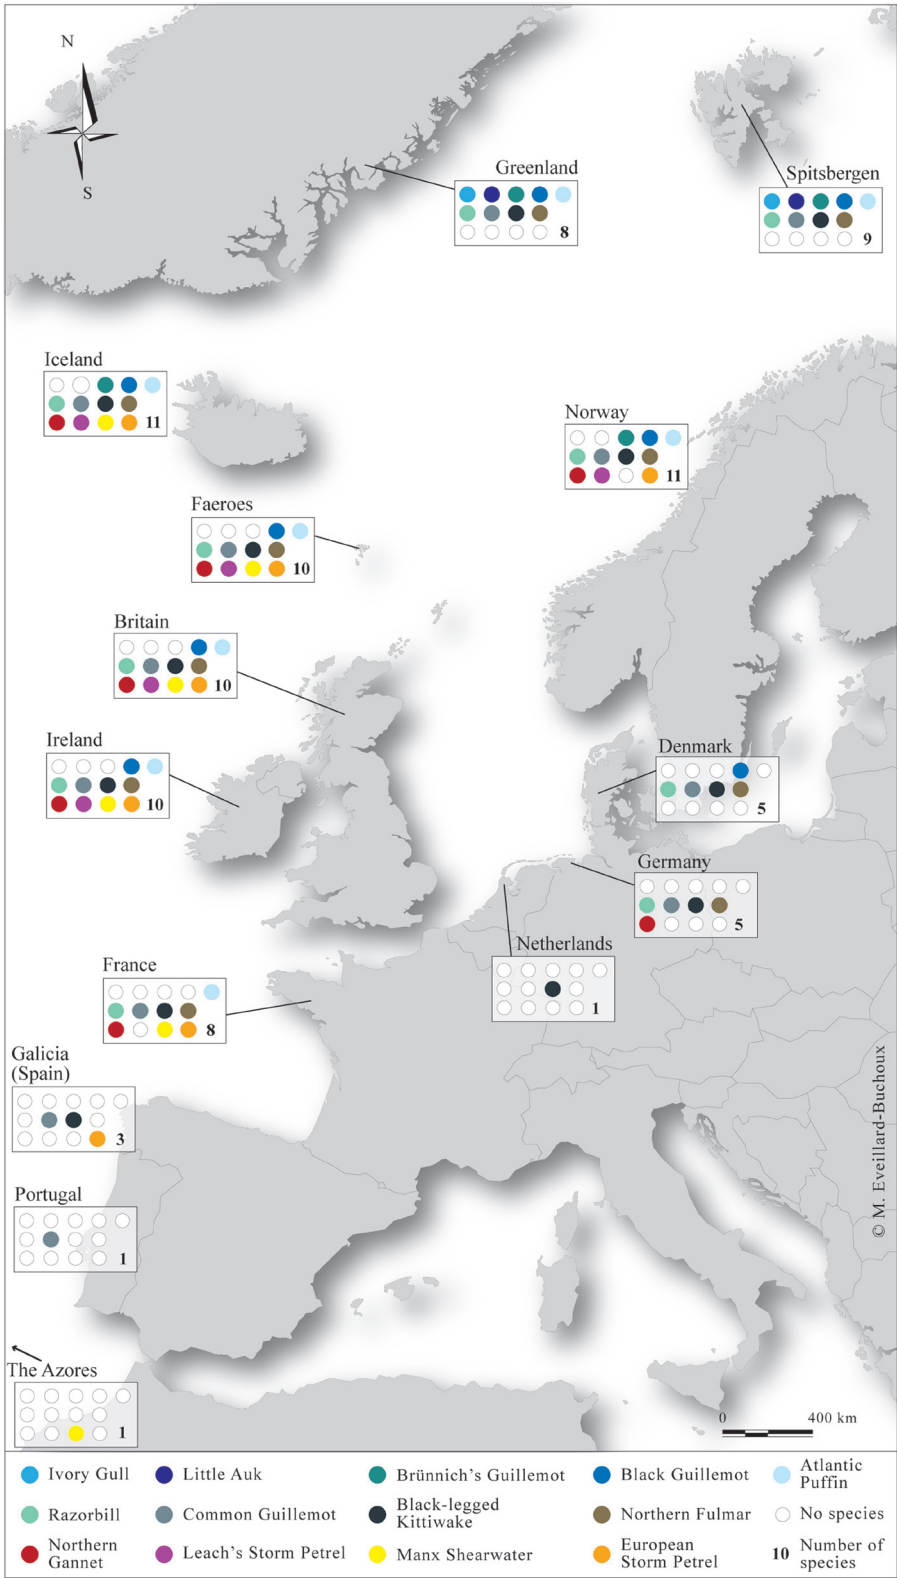 N
S
Greenland
8
Spitsbergen
9
Iceland
11
Norway
11
Faeroes
10
Britain
10
Ireland
10
Denmark
5
Germany
5
Netherlands
1
France
8
Galicia
(Spain)
3
Portugal
1
The Azores
1
© M. Eveillard-Buchoux
0 400 km
Ivory Gull
Little Auk
Brünnich's Guillemot
Black Guillemot
Atlantic
Puffin
Razorbill
Common Guillemot
Black-legged
Kittiwake
Northern Fulmar
No species
Northern
Gannet
Leach's Storm Petrel
Manx Shearwater
European
Storm Petrel
10 Number of
species